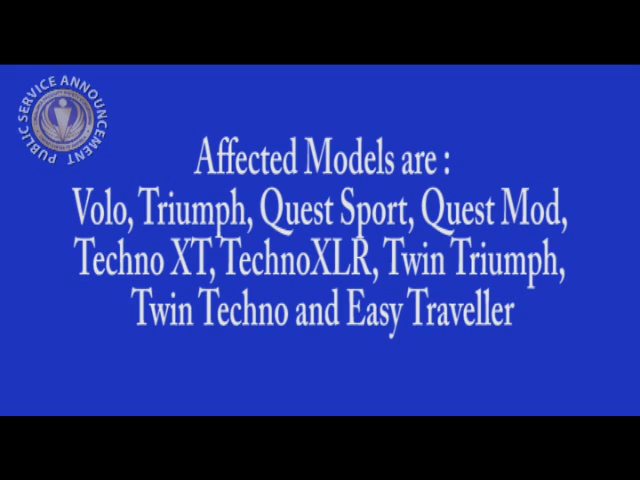 PUBLIC SERVICE ANNOUNCEMENT
Affected Models are :
Volo, Triumph, Quest Sport, Quest Mod,
Techno XT, TechnoXLR, Twin Triumph,
Twin Techno and Easy Traveller